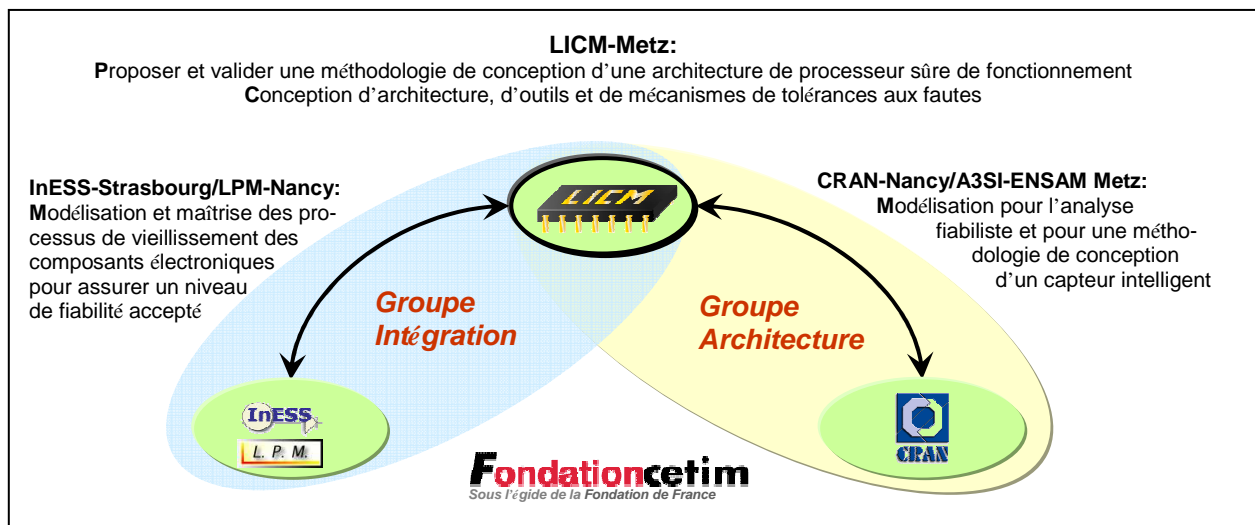 LICM-Metz:
Proposer et valider une méthodologie de conception d'une architecture de processeur sûre de fonctionnement
Conception d'architecture, d'outils et de mécanismes de tolérances aux fautes
InESS-Strasbourg/LPM-Nancy:
Modélisation et maîtrise des pro-
cessus de vieillissement des
composants électroniques
pour assurer un niveau
de fiabilité accepté
LICM
CRAN-Nancy/A3SI-ENSAM Metz:
Modélisation pour l'analyse
fiabiliste et pour une métho-
dologie de conception
d'un capteur intelligent
Groupe
Intégration
Groupe
Architecture
InESS
L. P. M.
CRAN
Fondationcetim
Sous l'égide de la Fondation de France